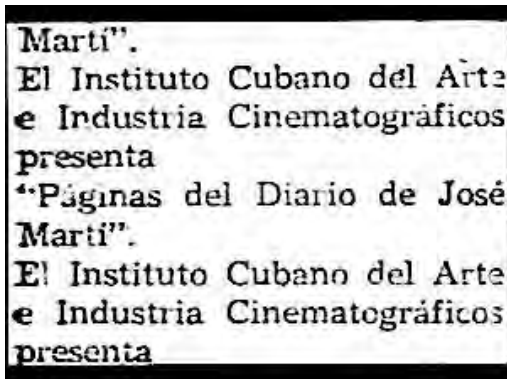 Martí”.
El Instituto Cubano del Arte
e Industria Cinematográficos
presenta
“Páginas del Diario de José
Martí”.
El Instituto Cubano del Arte
e Industria Cinematográficos
presenta